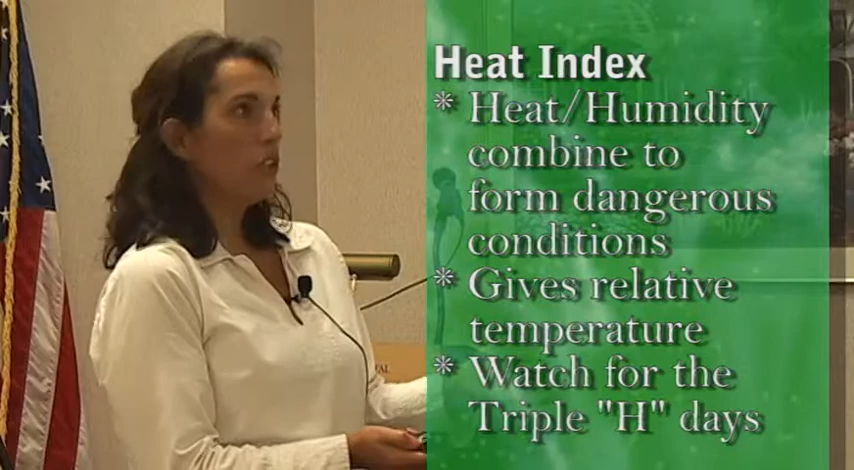 Heat Index
* Heat/Humidity
combine to
form dangerous
conditions
* Gives relative
temperature
* Watch for the
Triple "H" days